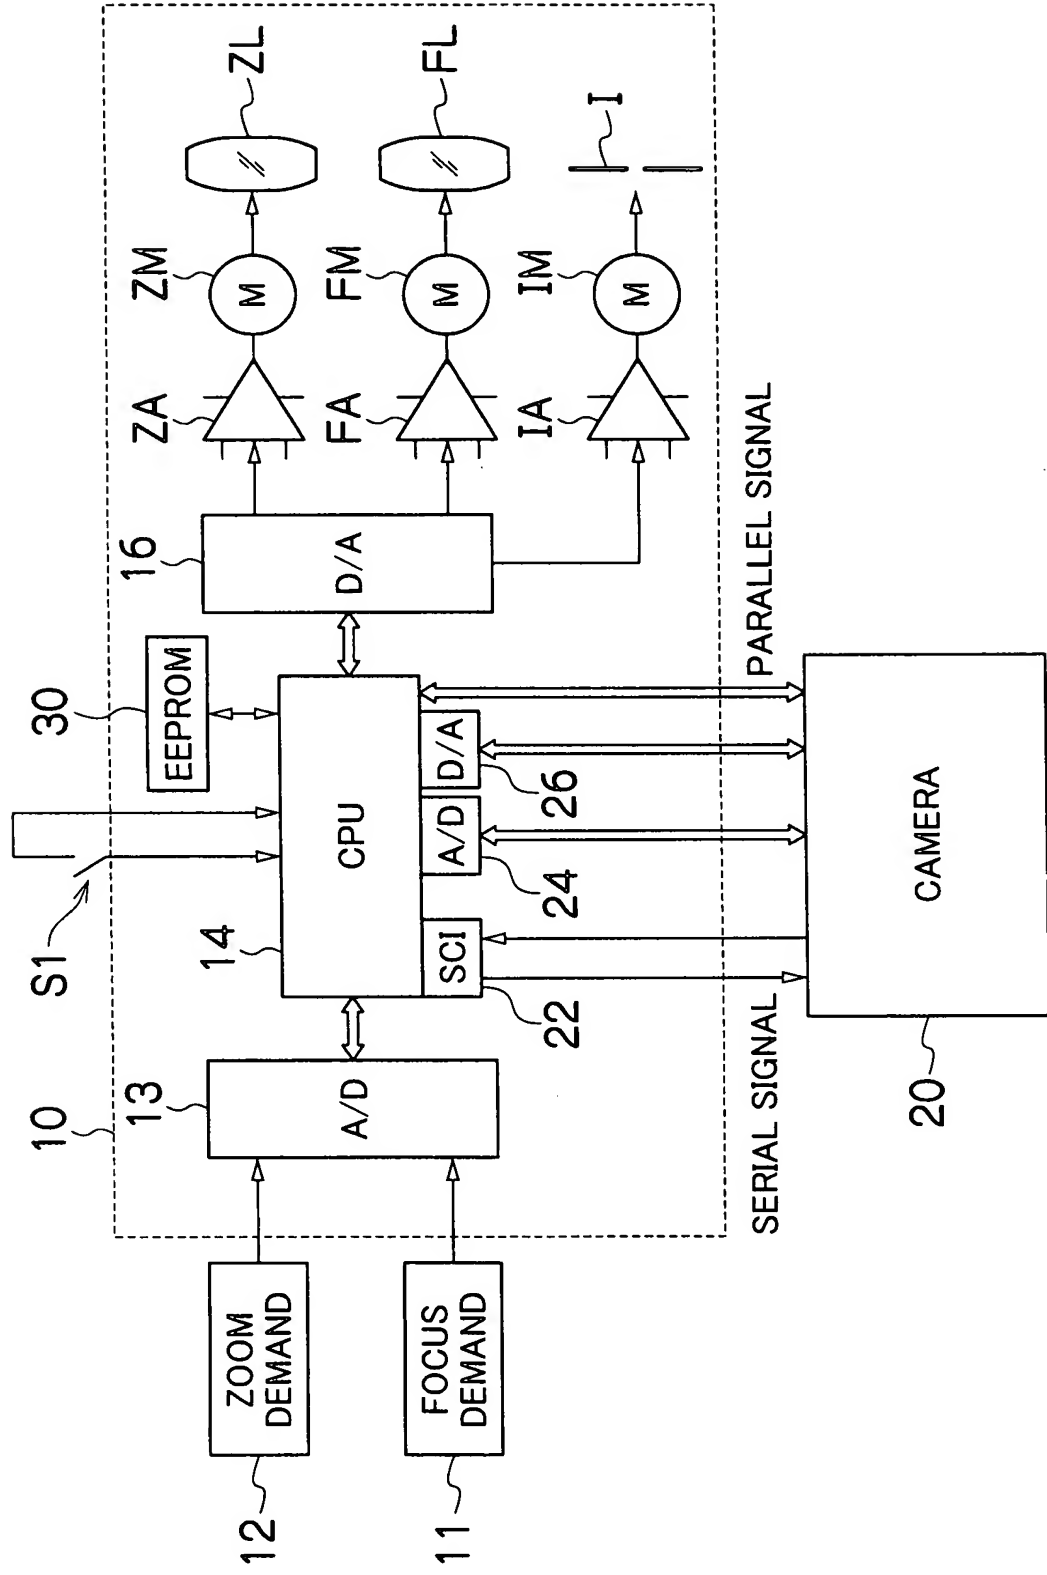 10
S1
30
EEPROM
12
ZOOM
DEMAND
11
FOCUS
DEMAND
13
A/D
14
CPU
SCI
22
A/D
24
D/A
26
16
D/A
ZA
ZM
M
ZL
FA
FM
M
FL
IA
IM
M
I
SERIAL SIGNAL
PARALLEL SIGNAL
20
CAMERA